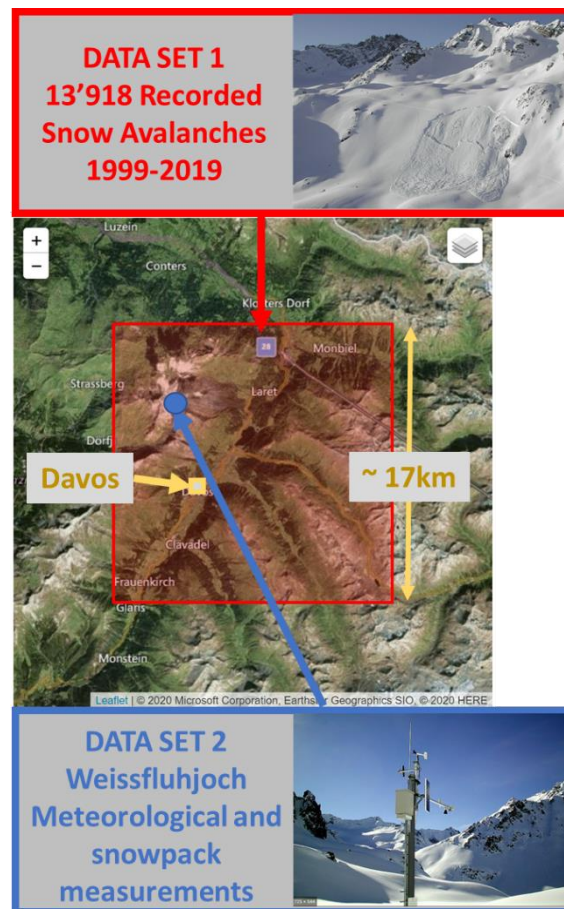 DATA SET 1
13’918 Recorded
Snow Avalanches
1999-2019
+
−
Luzein
Conters
Klosters Dorf
28
Monbiel
Strassberg
Laret
Davos
~ 17km
Clavadel
Frauenkirch
Glaris
Monstein
Leaflet | © 2020 Microsoft Corporation, Earthstar Geographics SIO, © 2020 HERE
DATA SET 2
Weissfluhjoch
Meteorological and
snowpack
measurements